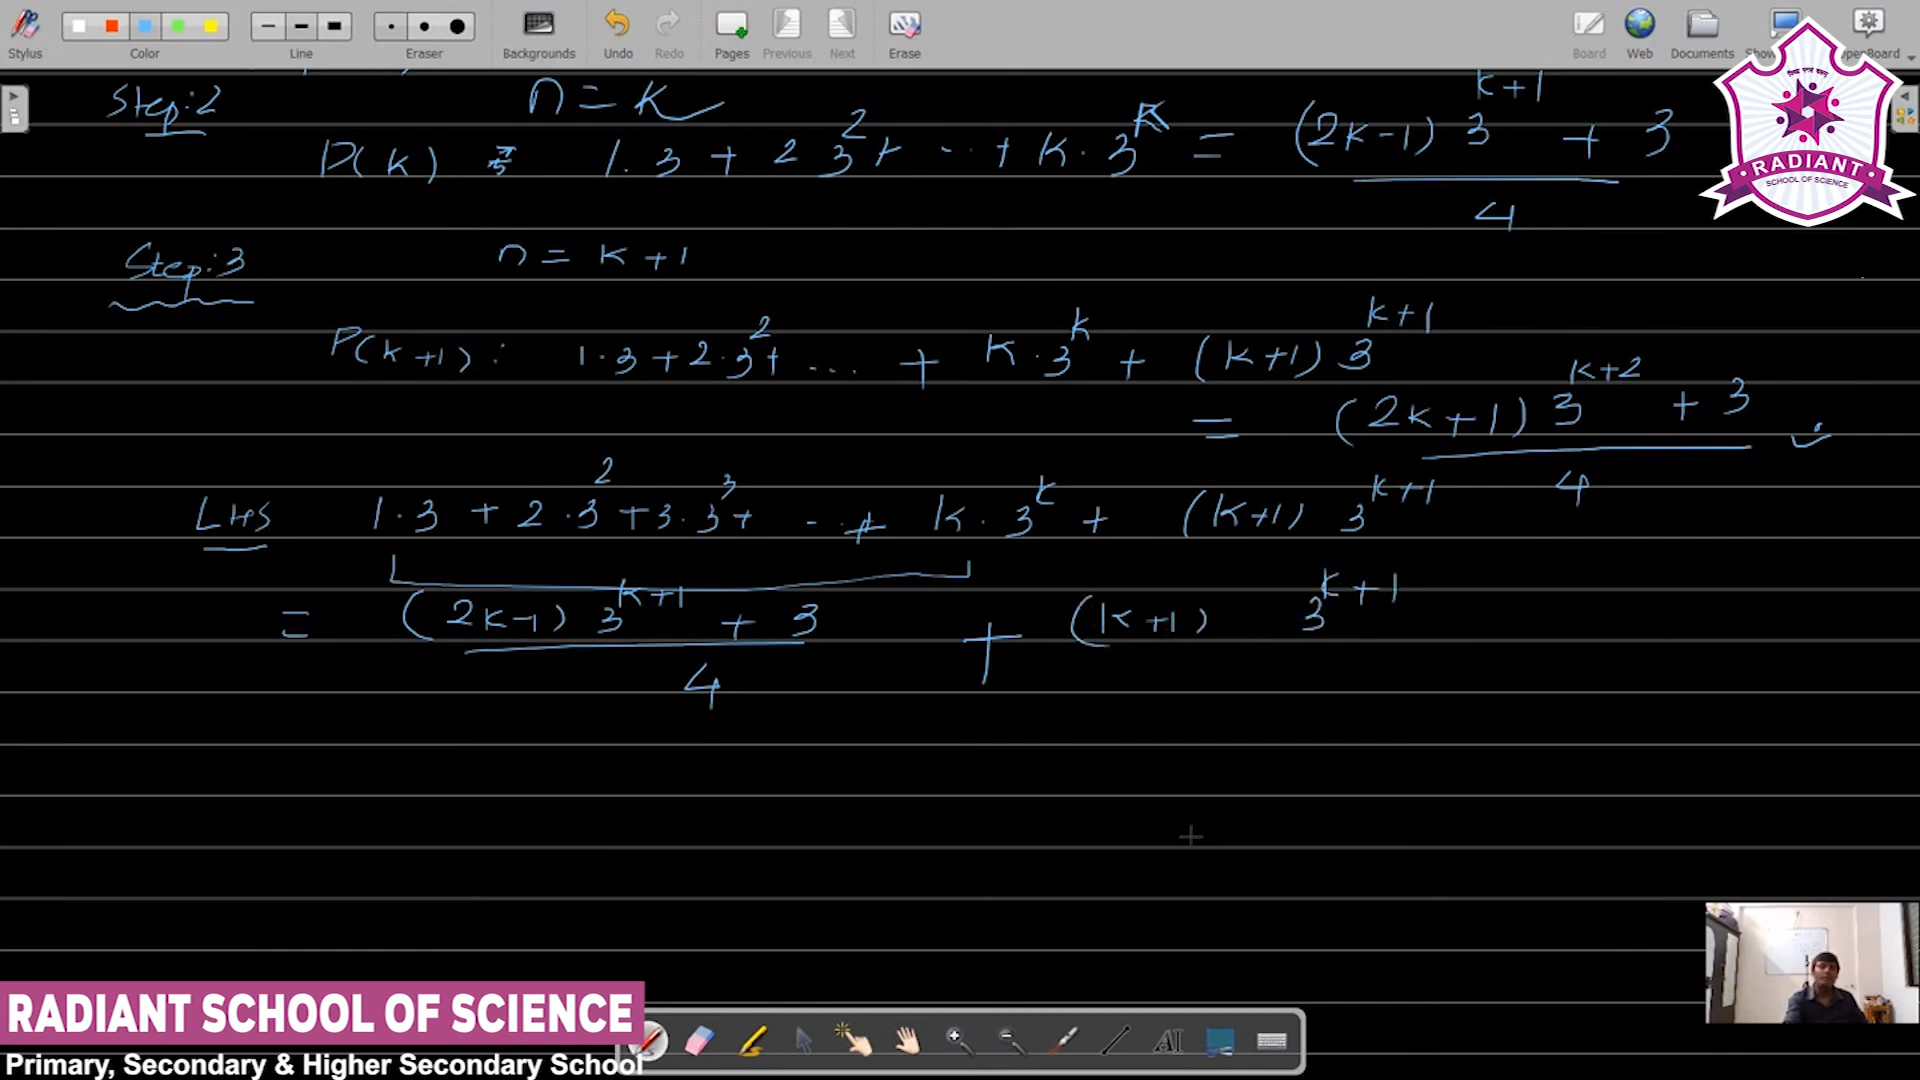 Stylus Color Line Eraser Backgrounds Undo Redo Pages Previous Next Erase Board Web Documents
Step:2 n = k
P(k) = 1.3 + 2 3^2 + ... + k.3^k = ((2k-1) 3^(k+1) + 3) / 4
RADIANT
SCHOOL OF SCIENCE
Step:3 n = k+1
P(k+1): 1.3 + 2.3^2 + ... + k.3^k + (k+1) 3^(k+1)
= ((2k+1) 3^(k+2) + 3) / 4
LHS 1.3 + 2.3^2 + 3.3^3 + ... + k.3^k + (k+1) 3^(k+1)
= ((2k-1) 3^(k+1) + 3) / 4 + (k+1) 3^(k+1)
RADIANT SCHOOL OF SCIENCE
Primary, Secondary & Higher Secondary School